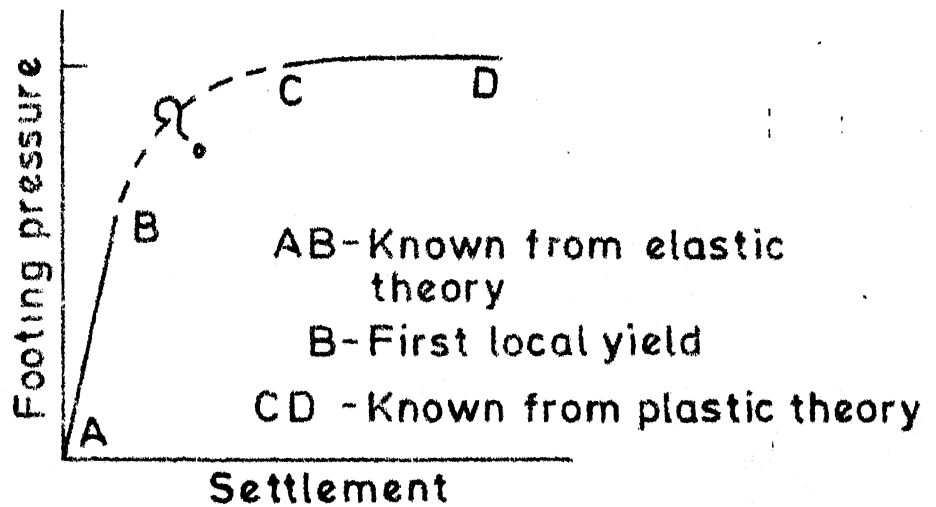 Footing pressure
A
B
C
D
AB-Known from elastic
theory
B-First local yield
CD -Known from plastic theory
Settlement